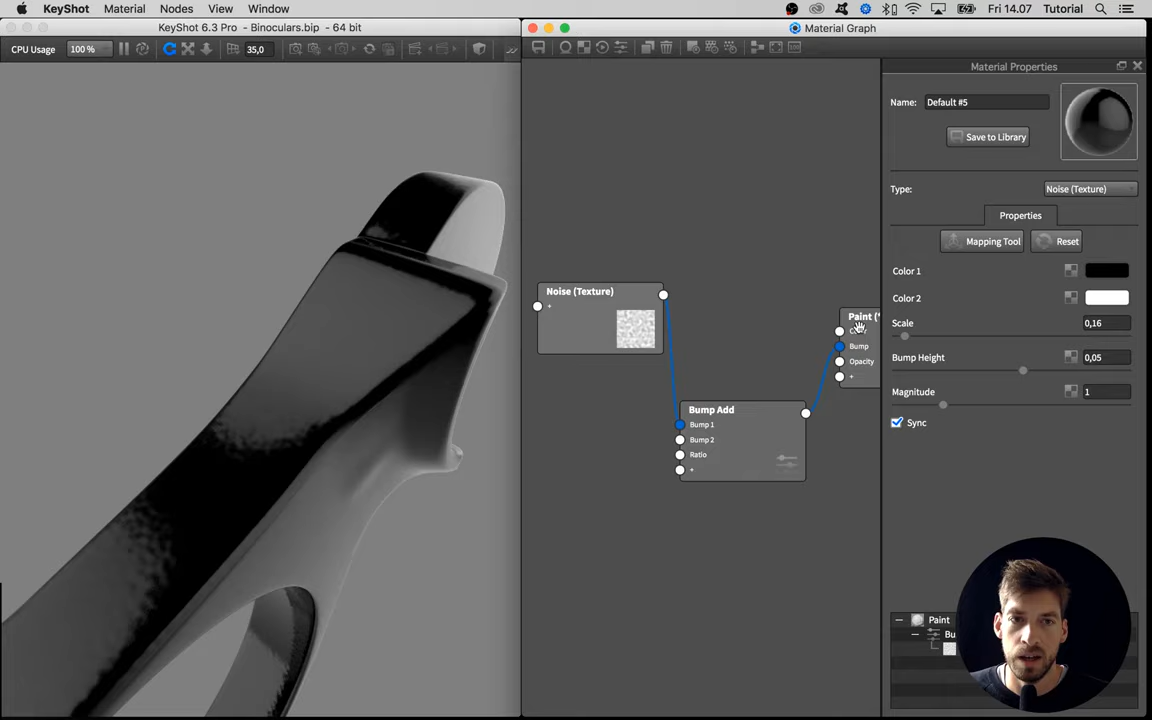 KeyShot Material Nodes View Window Fri 14.07 Tutorial
KeyShot 6.3 Pro - Binoculars.bip - 64 bit
Material Graph
CPU Usage 100 % 35,0
Material Properties
Name: Default #5
Save to Library
Type: Noise (Texture)
Properties
Mapping Tool Reset
Color 1
Color 2
Scale 0,16
Bump Height 0,05
Magnitude 1
Sync
Noise (Texture)
+
Bump Add
Bump 1
Bump 2
Ratio
+
Paint (
Bump
Opacity
+
Paint
Bu